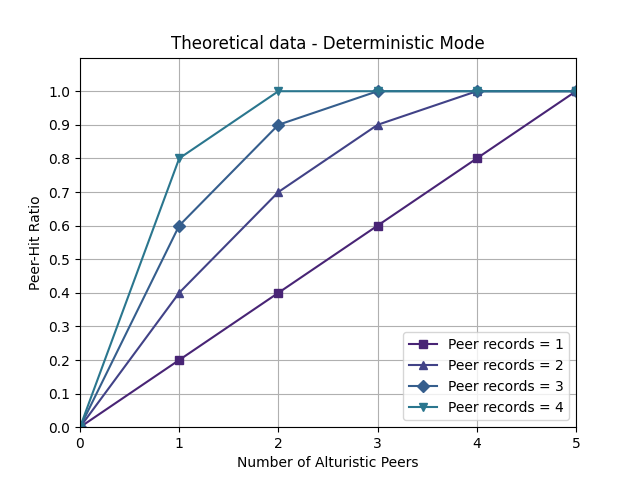 Theoretical data - Deterministic Mode
Peer-Hit Ratio
1.0
0.9
0.8
0.7
0.6
0.5
0.4
0.3
0.2
0.1
0.0
Peer records = 1
Peer records = 2
Peer records = 3
Peer records = 4
0 1 2 3 4 5
Number of Alturistic Peers